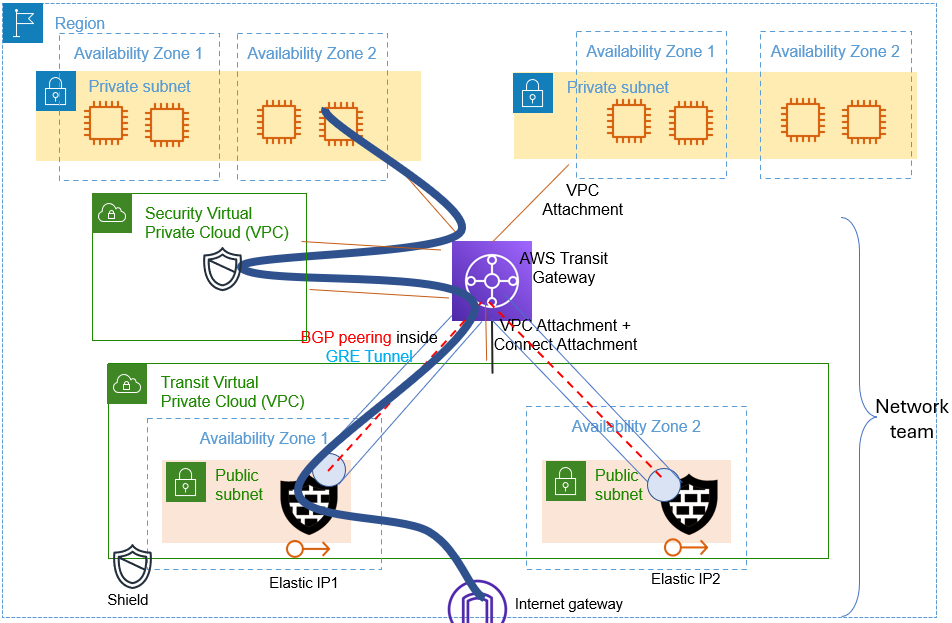 Region
Availability Zone 1
Availability Zone 2
Availability Zone 1
Availability Zone 2
Private subnet
Private subnet
VPC
Attachment
Security Virtual
Private Cloud (VPC)
AWS Transit
Gateway
BGP peering inside
GRE Tunnel
VPC Attachment +
Connect Attachment
Transit Virtual
Private Cloud (VPC)
Network
team
Availability Zone 1
Availability Zone 2
Public
subnet
Public
subnet
Elastic IP1
Elastic IP2
Shield
Internet gateway